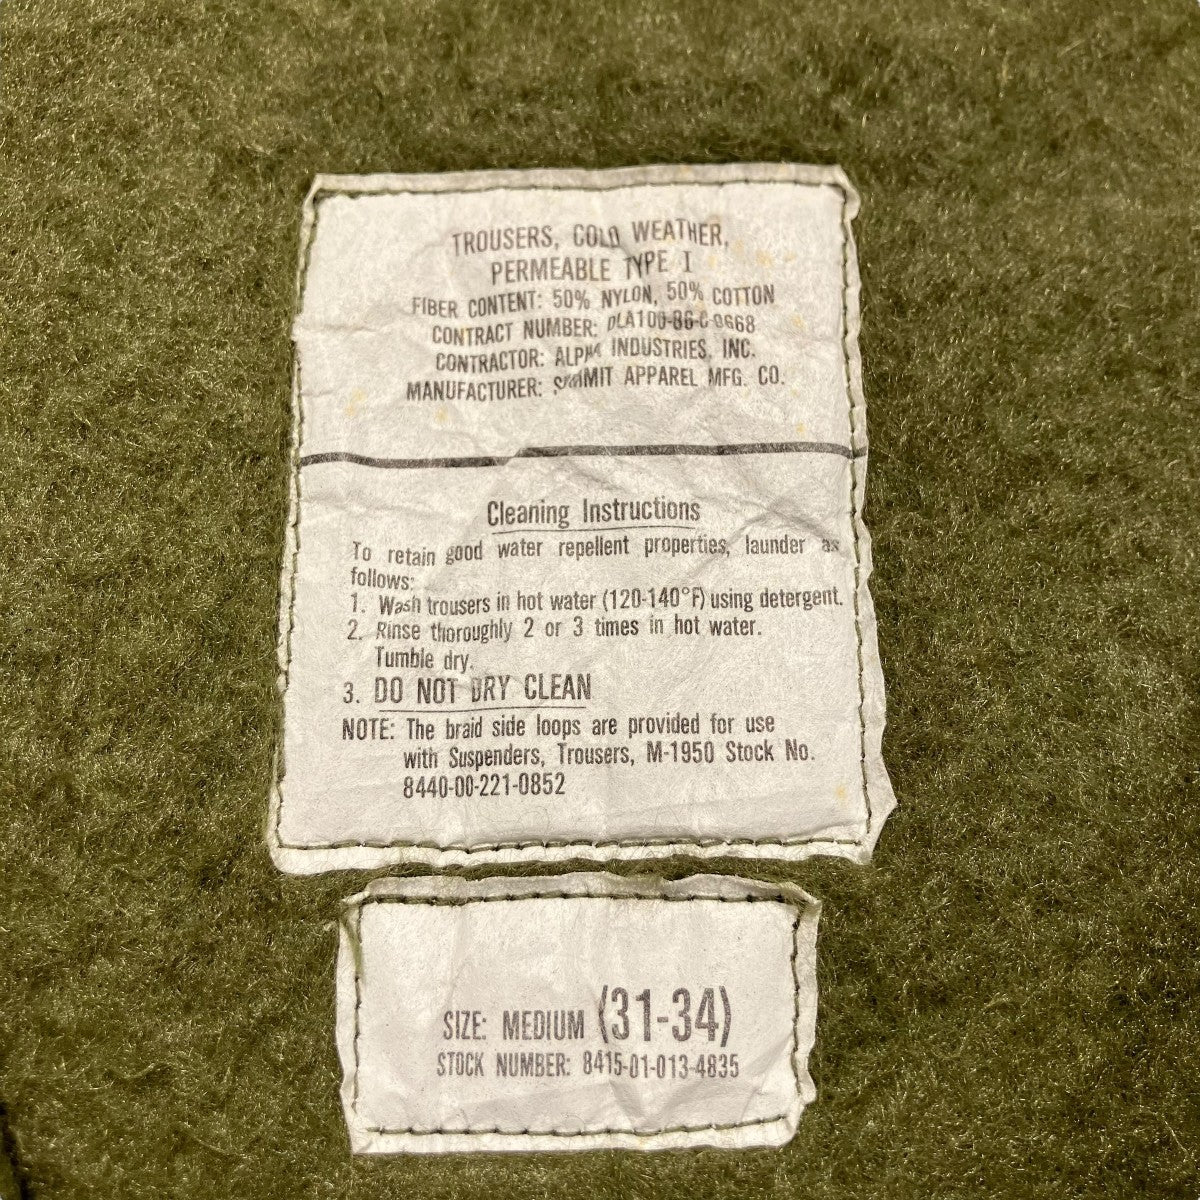 TROUSERS, COLD WEATHER,
PERMEABLE TYPE I
FIBER CONTENT: 50% NYLON, 50% COTTON
CONTRACT NUMBER: DLA100-86-C-0668
CONTRACTOR: ALPHA INDUSTRIES, INC.
MANUFACTURER: SUMMIT APPAREL MFG. CO.
Cleaning Instructions
To retain good water repellent properties, launder as
follows:
1. Wash trousers in hot water (120-140°F) using detergent.
2. Rinse thoroughly 2 or 3 times in hot water.
Tumble dry.
3. DO NOT DRY CLEAN
NOTE: The braid side loops are provided for use
with Suspenders, Trousers, M-1950 Stock No.
8440-00-221-0852
SIZE: MEDIUM (31-34)
STOCK NUMBER: 8415-01-013-4835